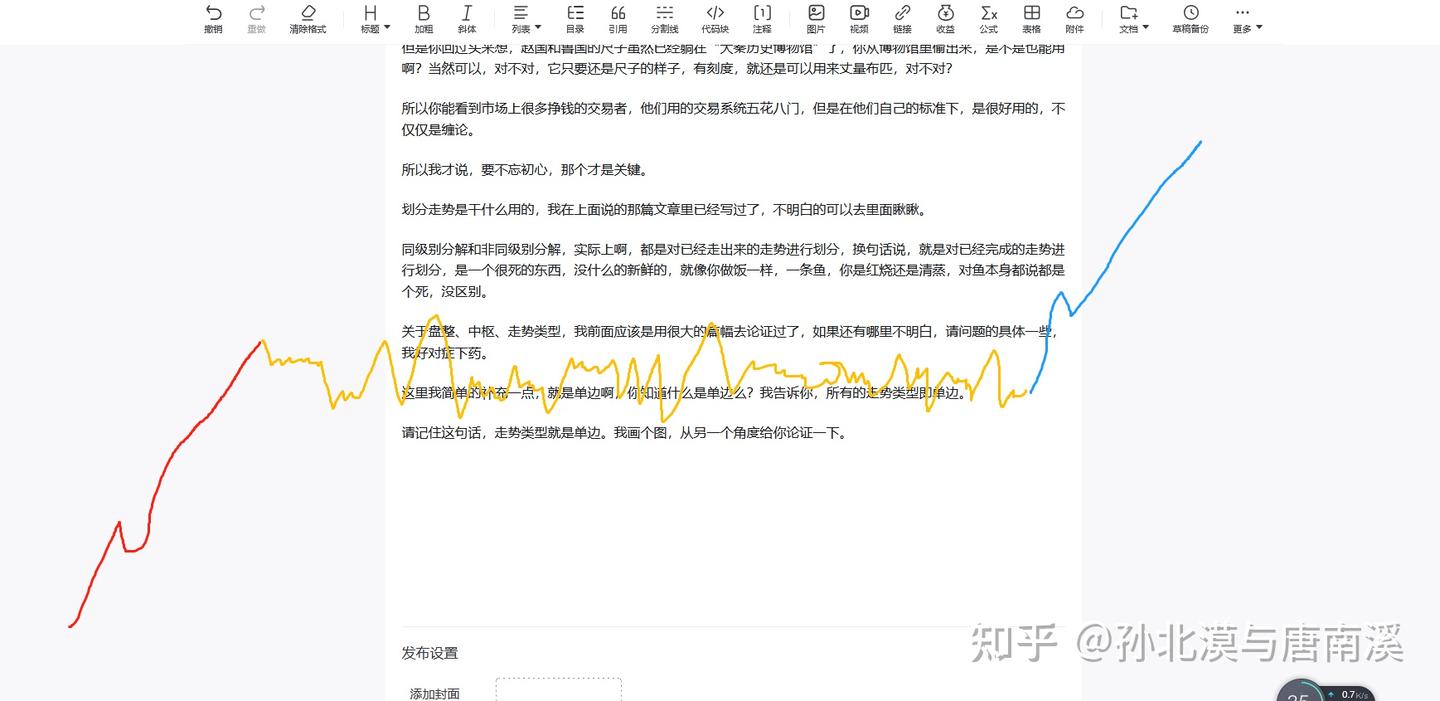 撤销 重做 清除格式 标题 加粗 斜体 列表 目录 引用 分割线 代码块 注释 图片 视频 链接 收益 公式 表格 附件 文档 草稿备份 更多
但是你回过头来想，赵国和鲁国的尺子虽然已经躺在“大秦历史博物馆”了，你从博物馆里偷出来，是不是也能用
啊？当然可以，对不对，它只要还是尺子的样子，有刻度，就还是可以用来丈量布匹，对不对？
所以你能看到市场上很多挣钱的交易者，他们用的交易系统五花八门，但是在他们自己的标准下，是很好用的，不
仅仅是缠论。
所以我才说，要不忘初心，那个才是关键。
划分走势是干什么用的，我在上面说的那篇文章里已经写过了，不明白的可以去里面瞅瞅。
同级别分解和非同级别分解，实际上啊，都是对已经走出来的走势进行划分，换句话说，就是对已经完成的走势进
行划分，是一个很死的东西，没什么的新鲜的，就像你做饭一样，一条鱼，你是红烧还是清蒸，对鱼本身都说都是
个死，没区别。
关于盘整、中枢、走势类型，我前面应该是用很大的篇幅去论证过了，如果还有哪里不明白，请问题的具体一些，
我好对症下药。
这里我简单的补充一点，就是单边啊，你知道什么是单边么？我告诉你，所有的走势类型即单边。
请记住这句话，走势类型就是单边。我画个图，从另一个角度给你论证一下。
发布设置
添加封面
知乎 @孙北漠与唐南溪
0.7K/s